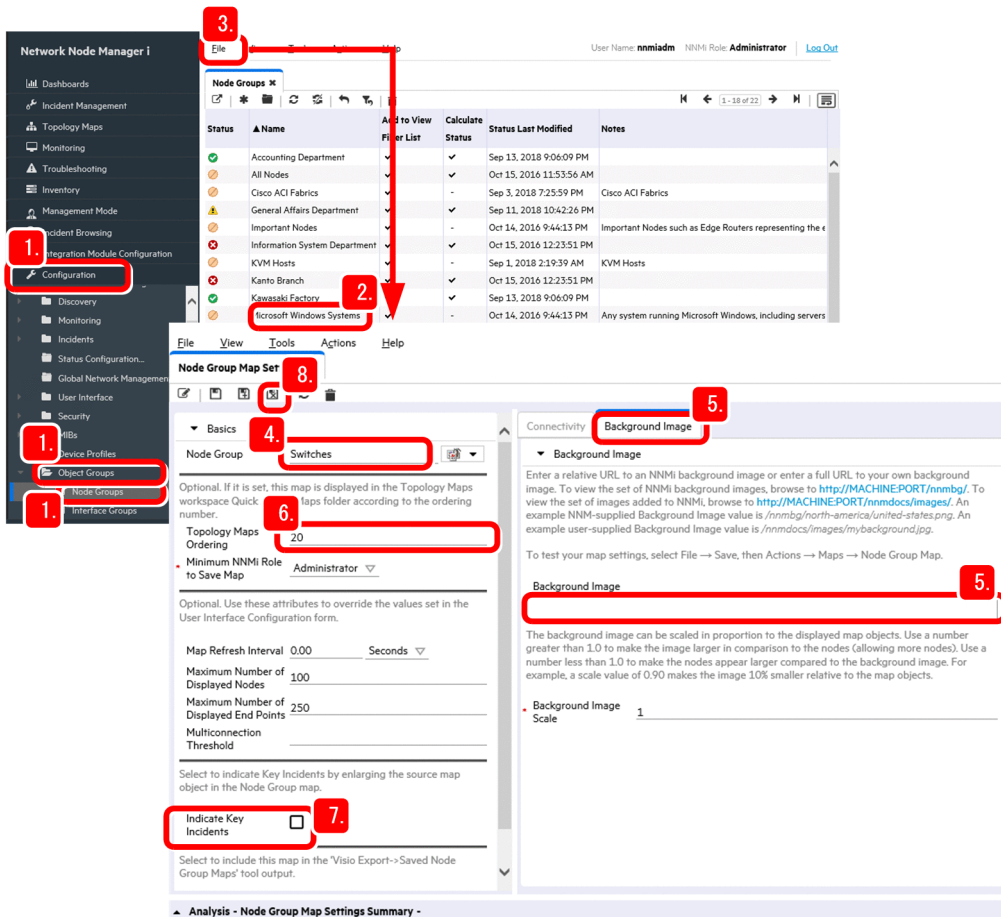 3.
Network Node Manager i
File
Help
User Name: nnmiadm NNMi Role: Administrator Log Out
Dashboards
Incident Management
Topology Maps
Monitoring
Troubleshooting
Inventory
Management Mode
Incident Browsing
1.
Integration Module Configuration
Configuration
Discovery
Monitoring
Incidents
Status Configuration...
Global Network Managemen
User Interface
Security
MIBs
1.
Device Profiles
Object Groups
Node Groups
1.
Interface Groups
Node Groups
1 - 18 of 22
Status ▲Name Add to View Filter List Calculate Status Status Last Modified Notes
Accounting Department ✔ ✔ Sep 13, 2018 9:06:09 PM
All Nodes ✔ ✔ Oct 15, 2016 11:53:56 AM
Cisco ACI Fabrics ✔ - Sep 3, 2018 7:25:59 PM Cisco ACI Fabrics
General Affairs Department ✔ ✔ Sep 11, 2018 10:42:26 PM
Important Nodes ✔ - Oct 14, 2016 9:44:13 PM Important Nodes such as Edge Routers representing the e
Information System Department ✔ ✔ Oct 15, 2016 12:23:51 PM
KVM Hosts ✔ - Sep 1, 2018 2:19:39 AM KVM Hosts
Kanto Branch ✔ ✔ Oct 15, 2016 12:23:51 PM
2.
Kawasaki Factory ✔ Sep 13, 2018 9:06:09 PM
Microsoft Windows Systems ✔ - Oct 14, 2016 9:44:13 PM Any system running Microsoft Windows, including servers
File View Tools Actions Help
Node Group Map Set
8.
Basics
4.
Node Group Switches
Optional. If it is set, this map is displayed in the Topology Maps
workspace Quick Maps folder according to the ordering
number.
6.
Topology Maps
Ordering 20
* Minimum NNMi Role
to Save Map Administrator
Optional. Use these attributes to override the values set in the
User Interface Configuration form.
Map Refresh Interval 0.00 Seconds
Maximum Number of
Displayed Nodes 100
Maximum Number of
Displayed End Points 250
Multiconnection
Threshold
Select to indicate Key Incidents by enlarging the source map
object in the Node Group map.
Indicate Key
Incidents
7.
Select to include this map in the 'Visio Export->Saved Node
Group Maps' tool output.
5.
Connectivity Background Image
Background Image
Enter a relative URL to an NNMi background image or enter a full URL to your own background
image. To view the set of NNMi background images, browse to http://MACHINE:PORT/nnmbg/. To
view the set of images added to NNMi, browse to http://MACHINE:PORT/nnmdocs/images/. An
example NNM-supplied Background Image value is /nnmbg/north-america/united-states.png. An
example user-supplied Background Image value is /nnmdocs/images/mybackground.jpg.
To test your map settings, select File → Save, then Actions → Maps → Node Group Map.
5.
Background Image
The background image can be scaled in proportion to the displayed map objects. Use a number
greater than 1.0 to make the image larger in comparison to the nodes (allowing more nodes). Use a
number less than 1.0 to make the nodes appear larger compared to the background image. For
example, a scale value of 0.90 makes the image 10% smaller relative to the map objects.
* Background Image
Scale 1
Analysis - Node Group Map Settings Summary -